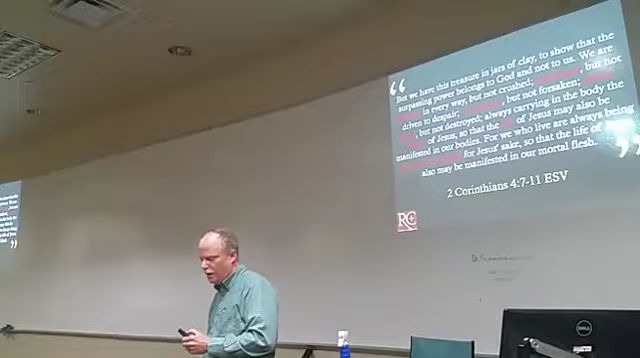 “
But we have this treasure in jars of clay, to show that the
surpassing power belongs to God and not to us. We are
in every way, but not crushed; , but not
driven to despair; , but not forsaken;
, but not destroyed; always carrying in the body the
of Jesus, so that the of Jesus may also be
manifested in our bodies. For we who live are always being
for Jesus' sake, so that the life of
also may be manifested in our mortal flesh.
”
2 Corinthians 4:7-11 ESV
RC
DELL